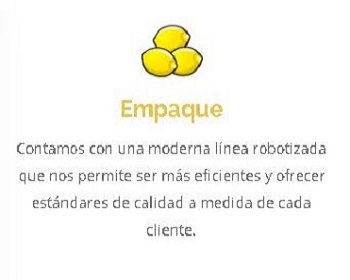 Empaque
Contamos con una moderna línea robotizada
que nos permite ser más eficientes y ofrecer
estándares de calidad a medida de cada
cliente.